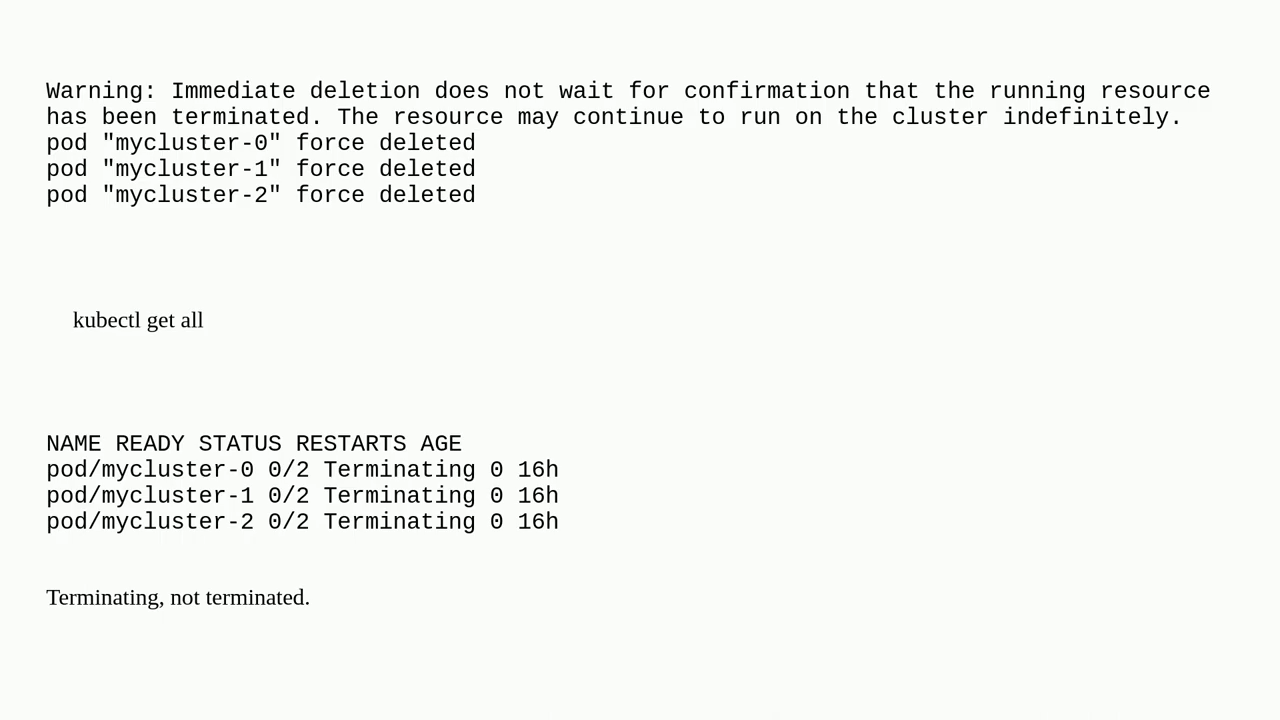 Warning: Immediate deletion does not wait for confirmation that the running resource
has been terminated. The resource may continue to run on the cluster indefinitely.
pod "mycluster-0" force deleted
pod "mycluster-1" force deleted
pod "mycluster-2" force deleted
kubectl get all
NAME READY STATUS RESTARTS AGE
pod/mycluster-0 0/2 Terminating 0 16h
pod/mycluster-1 0/2 Terminating 0 16h
pod/mycluster-2 0/2 Terminating 0 16h
Terminating, not terminated.